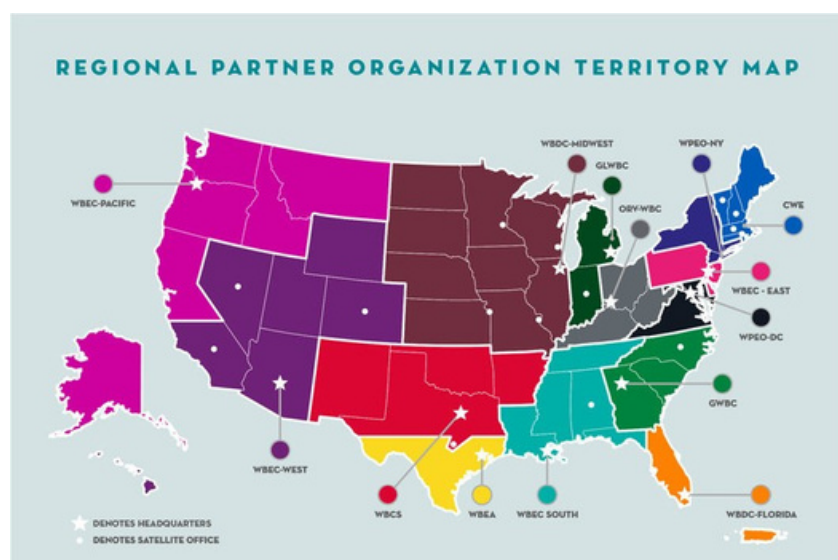 REGIONAL PARTNER ORGANIZATION TERRITORY MAP
WBDC-MIDWEST
WPEO-NY
GLWBC
WBEC-PACIFIC
ORV-WBC
CWE
WBEC - EAST
WPEO-DC
GWBC
WBEC-WEST
WBCS
WBEA
WBEC SOUTH
WBDC-FLORIDA
DENOTES HEADQUARTERS
DENOTES SATELLITE OFFICE